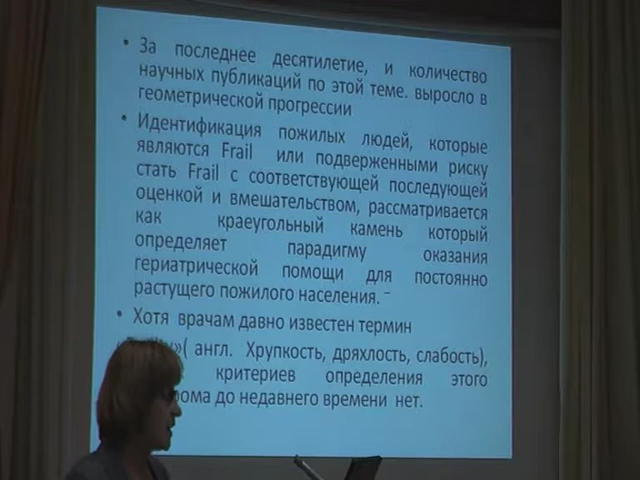 • За последнее десятилетие, и количество
научных публикаций по этой теме. выросло в
геометрической прогрессии
• Идентификация пожилых людей, которые
являются Frail или подверженными риску
стать Frail с соответствующей последующей
оценкой и вмешательством, рассматривается
как краеугольный камень который
определяет парадигму оказания
гериатрической помощи для постоянно
растущего пожилого населения.
• Хотя врачам давно известен термин
( англ. Хрупкость, дряхлость, слабость),
критериев определения этого
до недавнего времени нет.